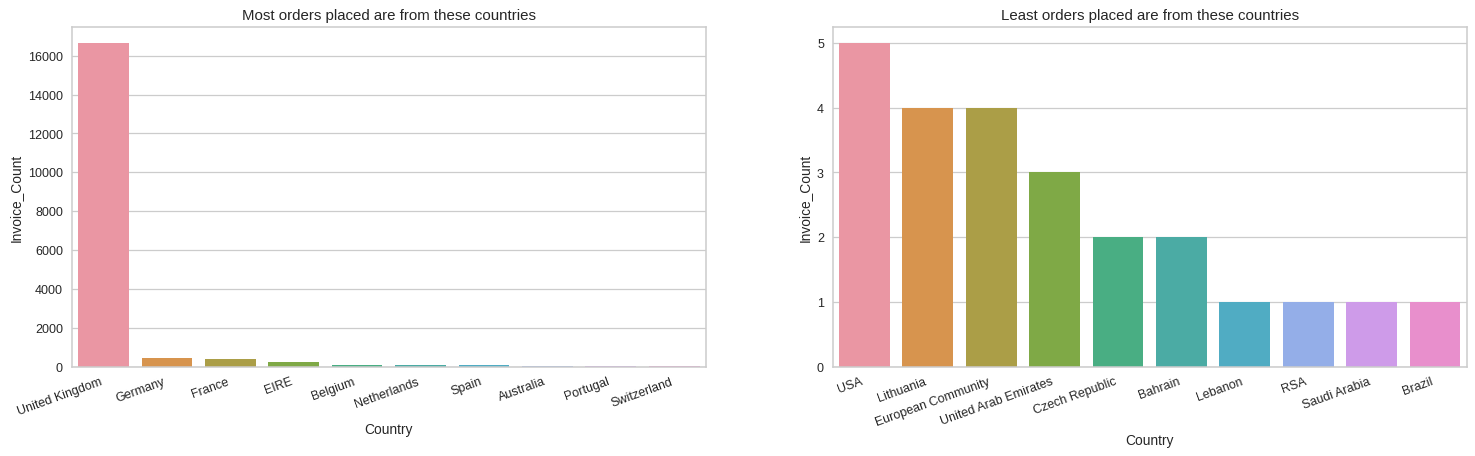 Most orders placed are from these countries
16000
14000
12000
10000
8000
6000
4000
2000
0
Invoice_Count
United Kingdom
Germany
France
EIRE
Belgium
Netherlands
Spain
Australia
Portugal
Switzerland
Country
Least orders placed are from these countries
5
4
3
2
1
0
Invoice_Count
USA
Lithuania
European Community
United Arab Emirates
Czech Republic
Bahrain
Lebanon
RSA
Saudi Arabia
Brazil
Country